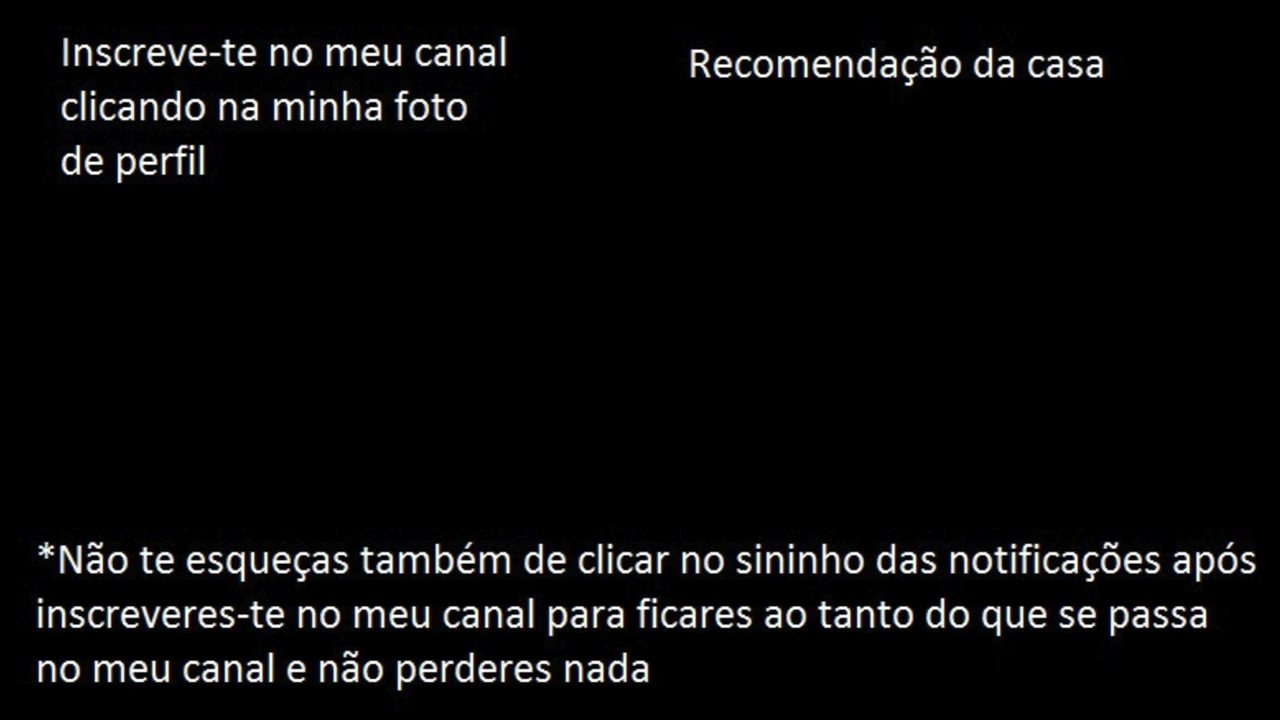 Inscreve-te no meu canal
clicando na minha foto
de perfil
Recomendação da casa
*Não te esqueças também de clicar no sininho das notificações após
inscreveres-te no meu canal para ficares ao tanto do que se passa
no meu canal e não perderes nada